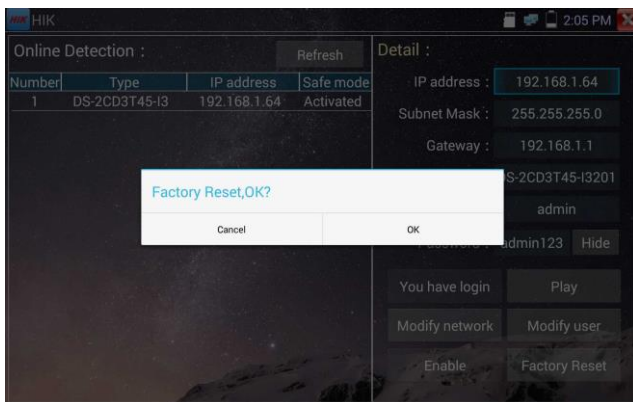 HIK HIK 2:05 PM
Online Detection : Refresh
Number Type IP address Safe mode
1 DS-2CD3T45-I3 192.168.1.64 Activated
Detail :
IP address : 192.168.1.64
Subnet Mask : 255.255.255.0
Gateway : 192.168.1.1
S-2CD3T45-I3201
admin
Password : admin123 Hide
Factory Reset,OK?
Cancel OK
You have login Play
Modify network Modify user
Enable Factory Reset